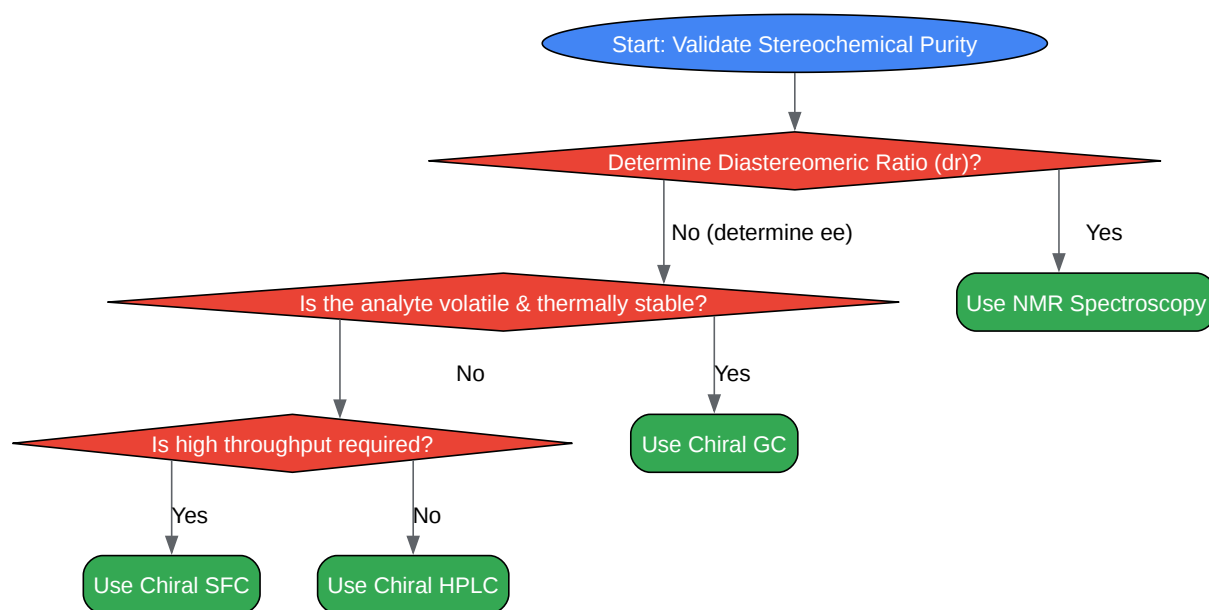 Start: Validate Stereochemical Purity
Determine Diastereomeric Ratio (dr)?
No (determine ee)
Yes
Is the analyte volatile & thermally stable?
Use NMR Spectroscopy
No
Yes
Is high throughput required?
Use Chiral GC
Yes
No
Use Chiral SFC
Use Chiral HPLC